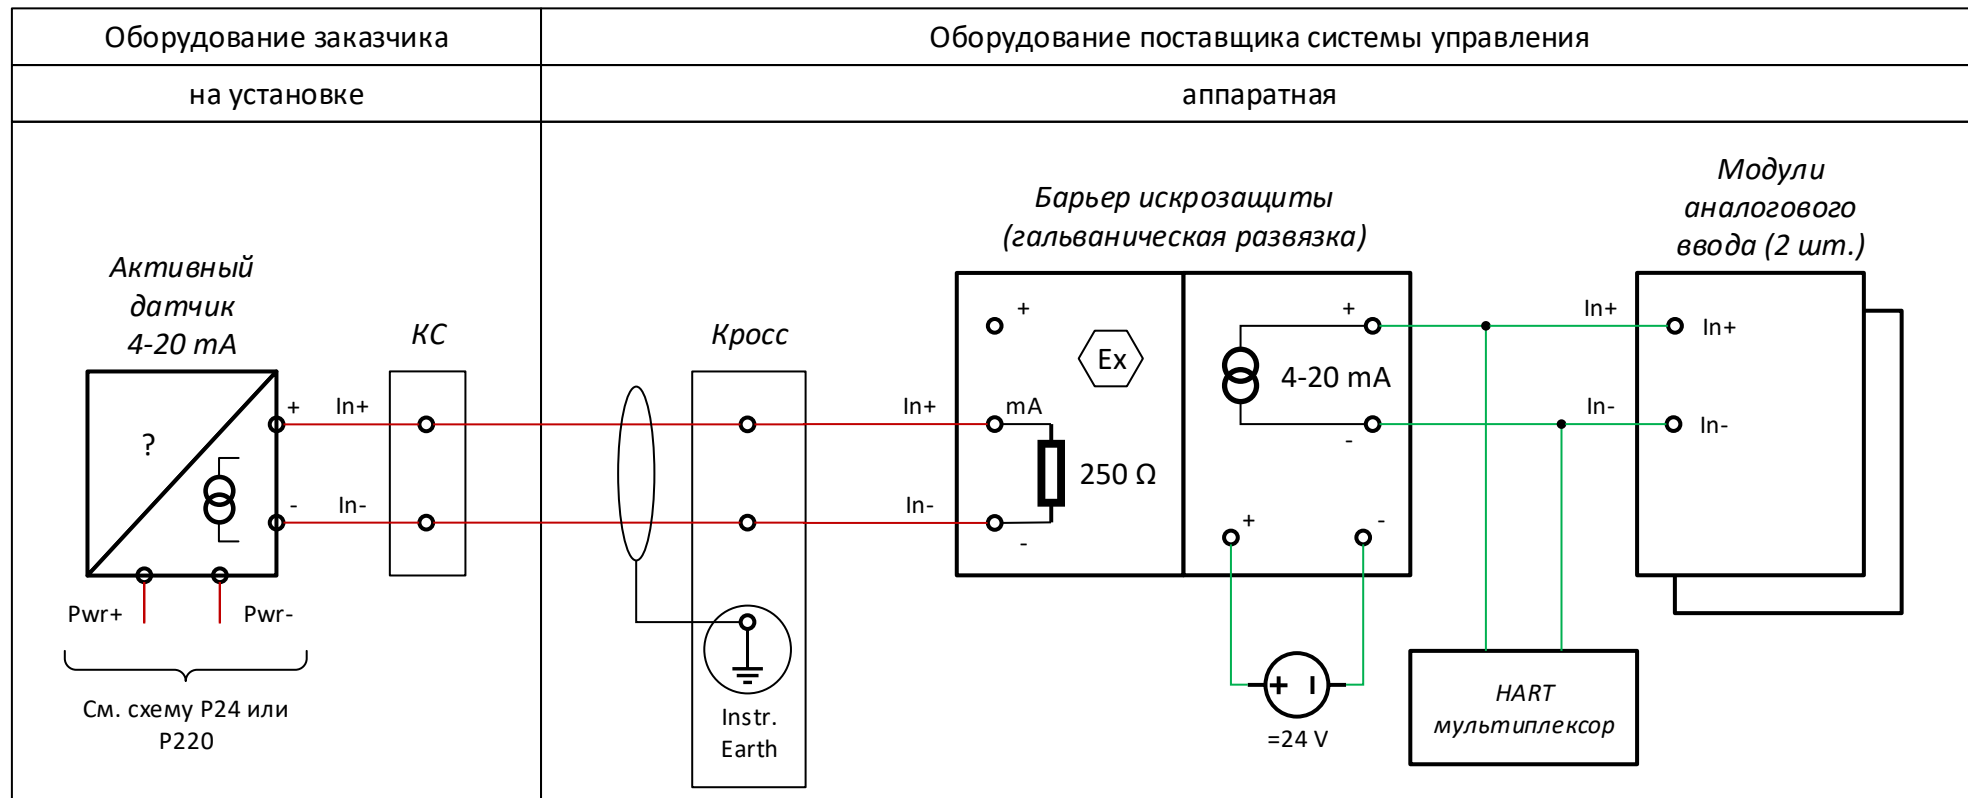 Оборудование заказчика
Оборудование поставщика системы управления
на установке
аппаратная
Активный
датчик
4-20 mA
КС
Кросс
Барьер искрозащиты
(гальваническая развязка)
Модули
аналогового
ввода (2 шт.)
?
+
In+
-
In-
Pwr+
Pwr-
См. схему P24 или
P220
Instr.
Earth
In+
In-
+
mA
250 Ω
-
Ex
+
4-20 mA
-
+
-
=24 V
In+
In-
In+
In-
HART
мультиплексор